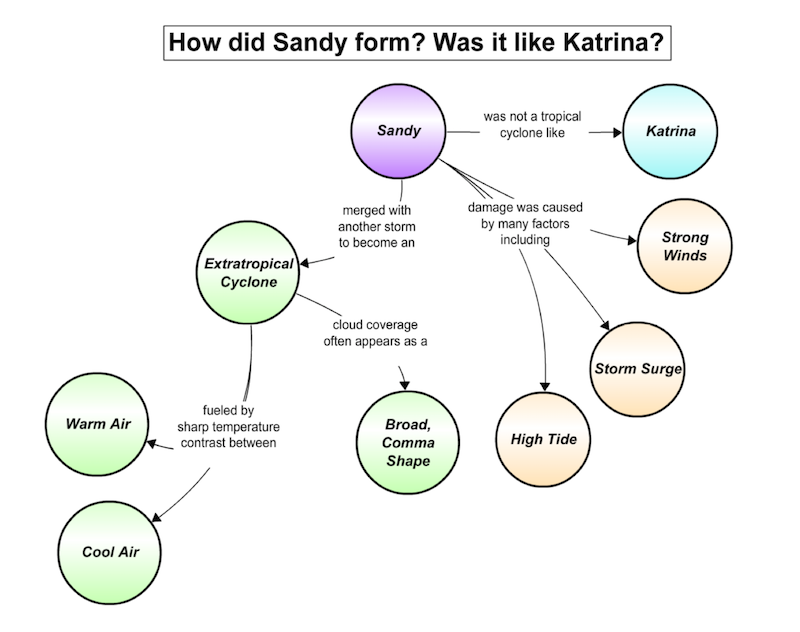 How did Sandy form? Was it like Katrina?
Sandy
was not a tropical
cyclone like
Katrina
merged with
another storm
to become an
damage was caused
by many factors
including
Strong
Winds
Extratropical
Cyclone
cloud coverage
often appears as a
Storm Surge
Warm Air
fueled by
sharp temperature
contrast between
Broad,
Comma
Shape
High Tide
Cool Air